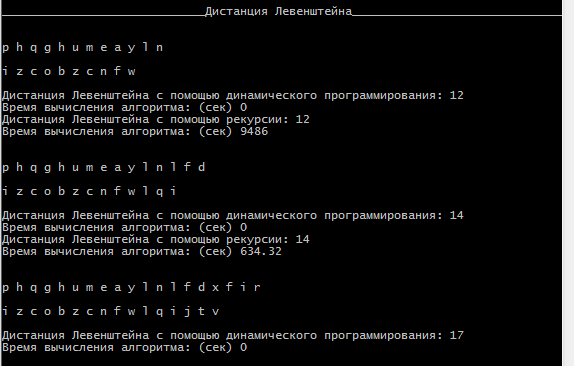 Дистанция Левенштейна
p h q g h u m e a y l n
i z c o b z c n f w
Дистанция Левенштейна с помощью динамического программирования: 12
Время вычисления алгоритма: (сек) 0
Дистанция Левенштейна с помощью рекурсии: 12
Время вычисления алгоритма: (сек) 9486
p h q g h u m e a y l n l f d
i z c o b z c n f w l q i
Дистанция Левенштейна с помощью динамического программирования: 14
Время вычисления алгоритма: (сек) 0
Дистанция Левенштейна с помощью рекурсии: 14
Время вычисления алгоритма: (сек) 634.32
p h q g h u m e a y l n l f d x f i r
i z c o b z c n f w l q i j t v
Дистанция Левенштейна с помощью динамического программирования: 17
Время вычисления алгоритма: (сек) 0